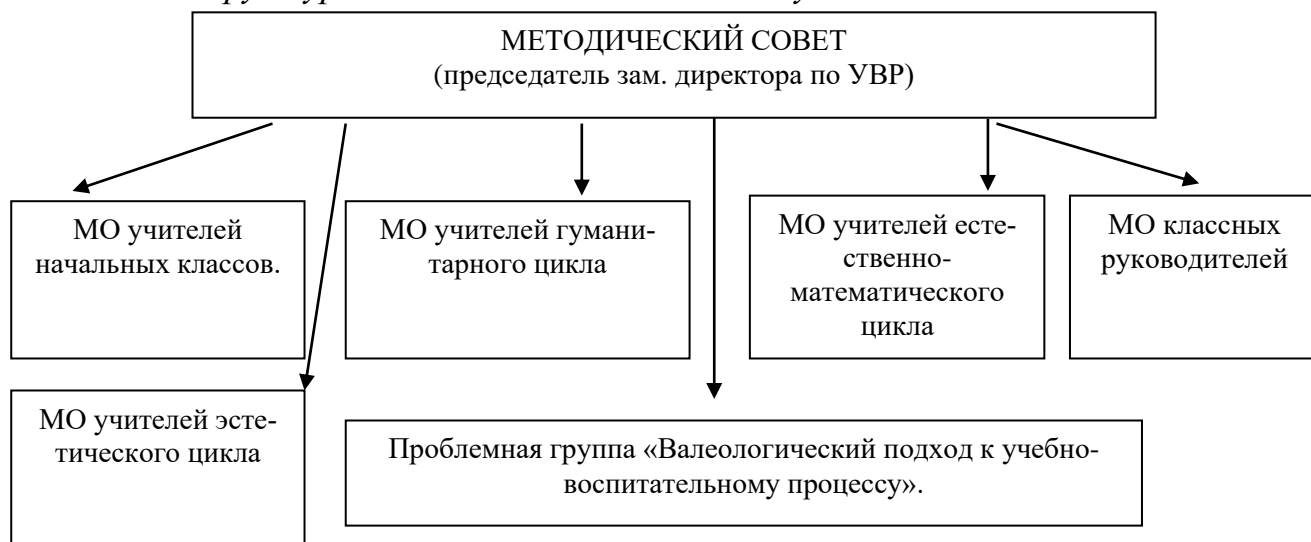 МЕТОДИЧЕСКИЙ СОВЕТ
(председатель зам. директора по УВР)
МО учителей
начальных классов.
МО учителей гумани-
тарного цикла
МО учителей есте-
ственно-
математического
цикла
МО классных
руководителей
МО учителей эсте-
тического цикла
Проблемная группа «Валеологический подход к учебно-
воспитательному процессу».